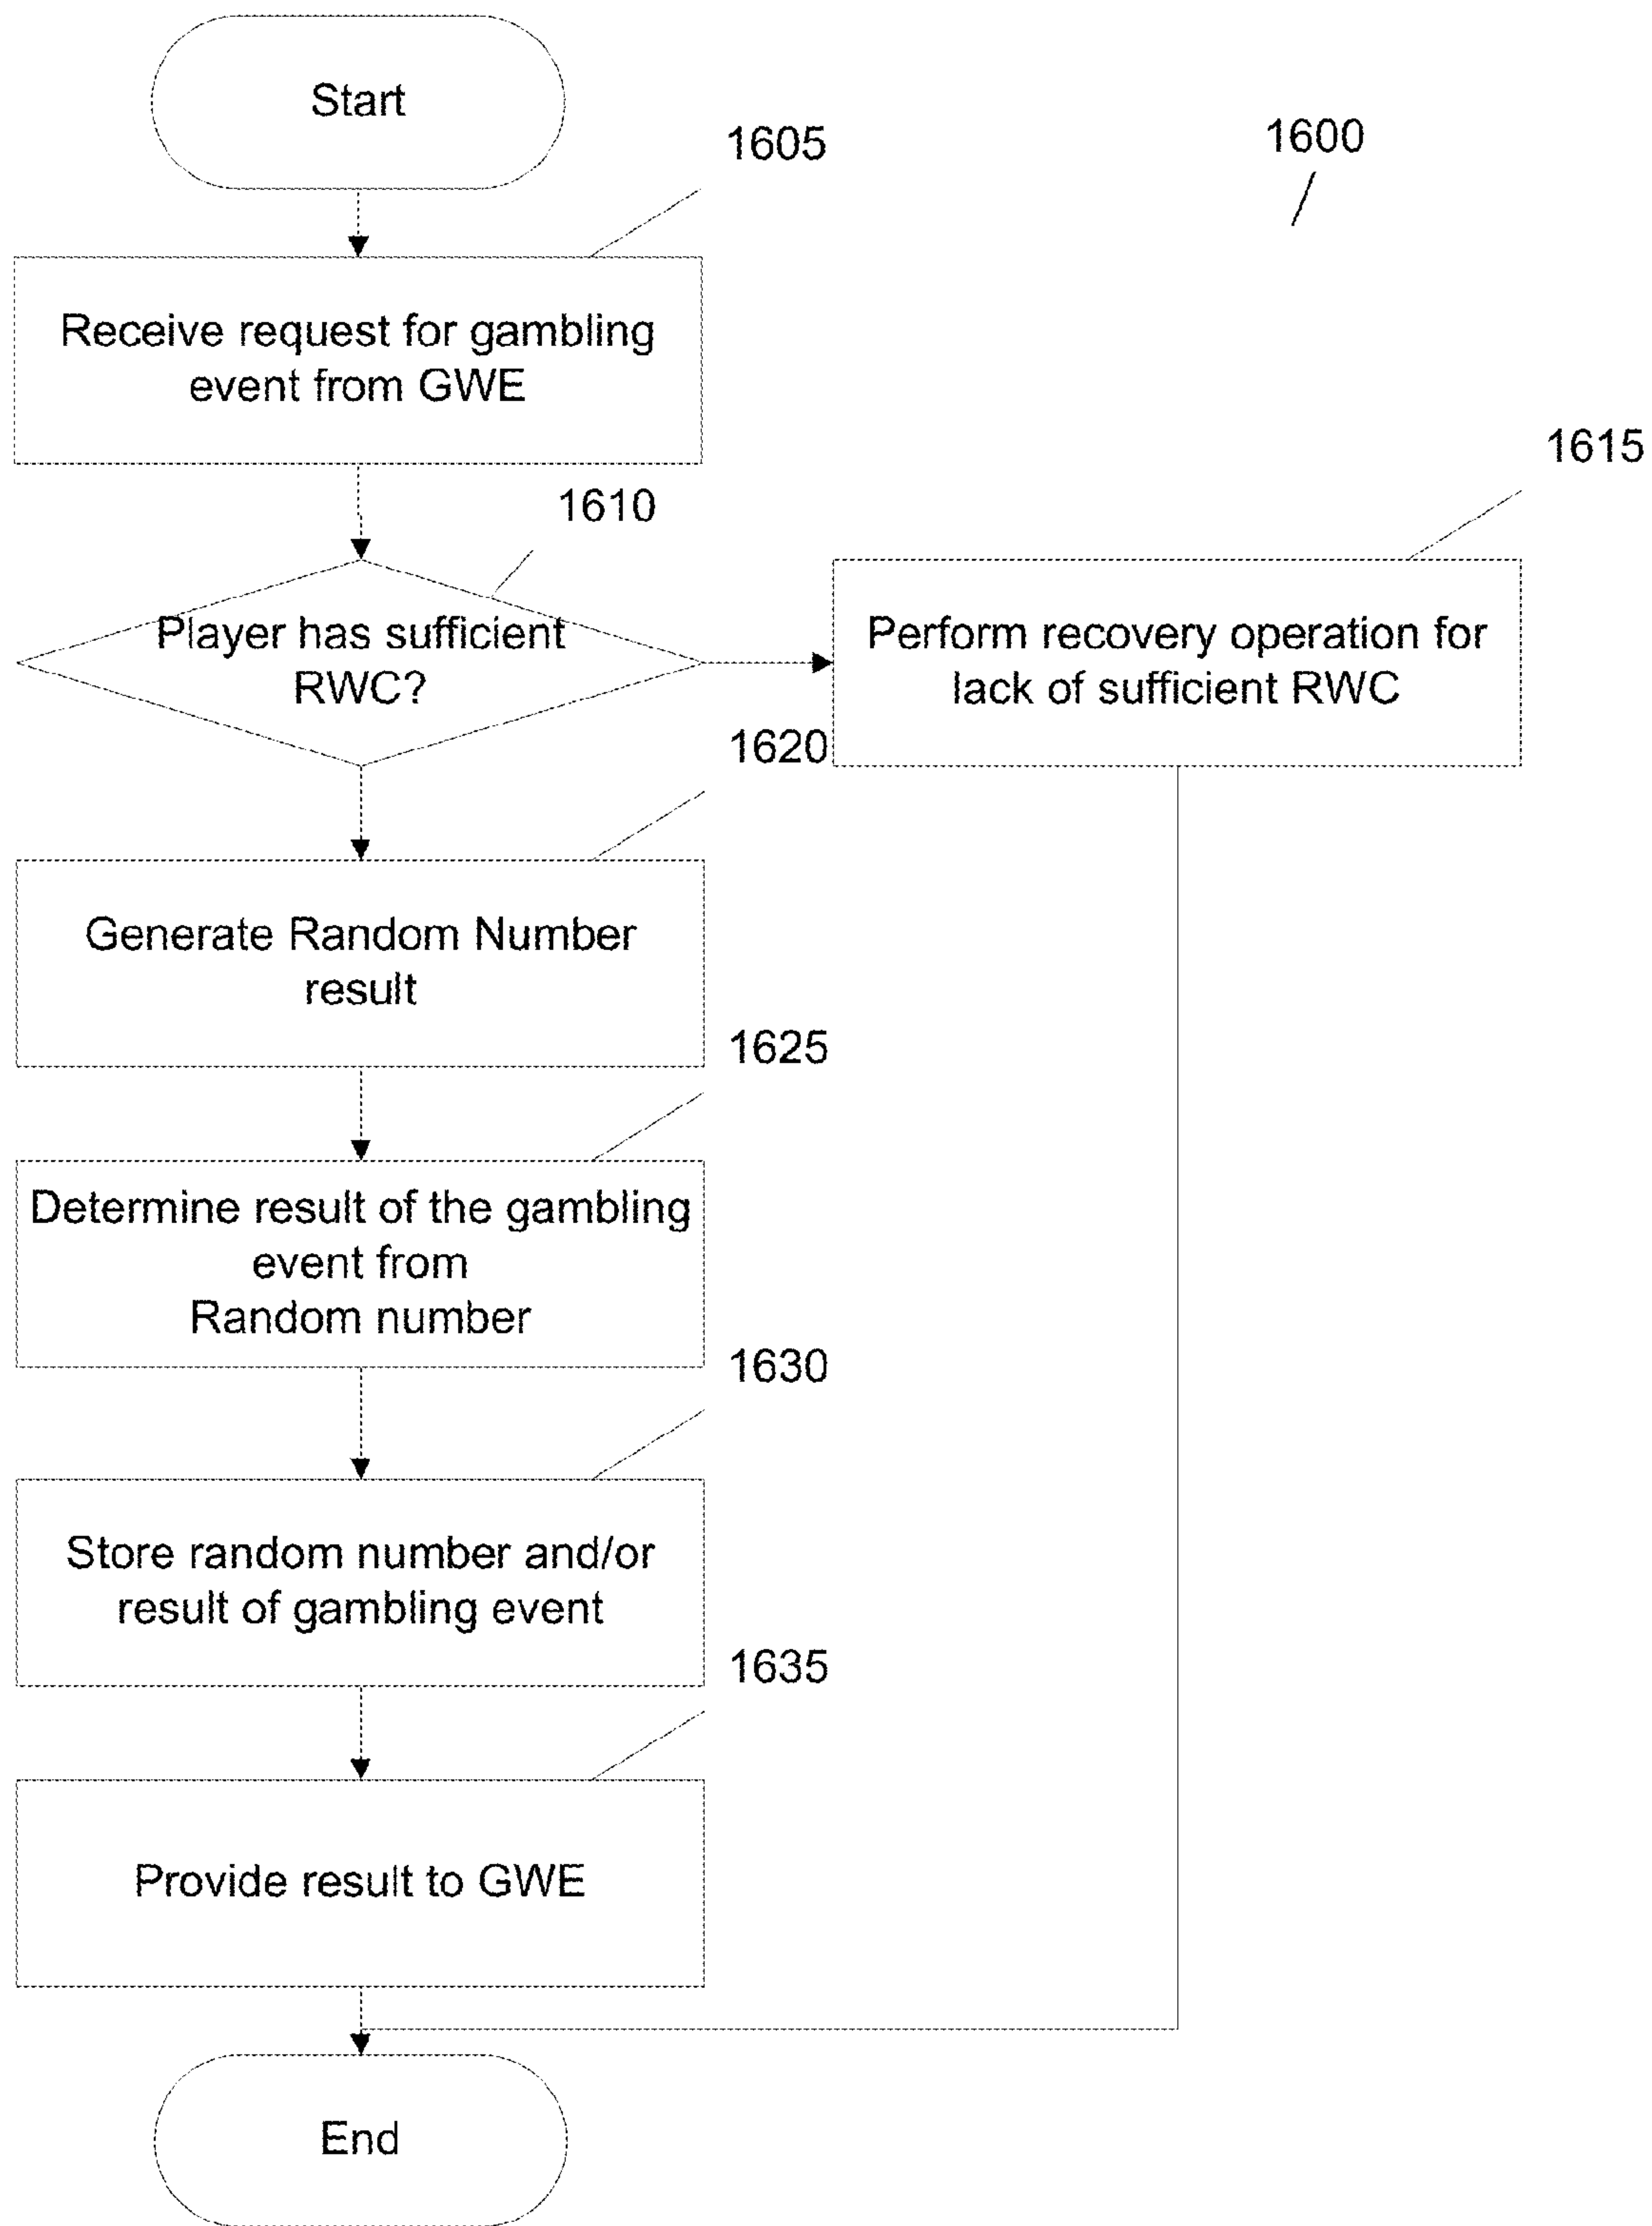 Start
1605
1600
Receive request for gambling
event from GWE
1615
1610
Player has sufficient
RWC?
Perform recovery operation for
lack of sufficient RWC
1620
Generate Random Number
result
1625
Determine result of the gambling
event from
Random number
1630
Store random number and/or
result of gambling event
1635
Provide result to GWE
End